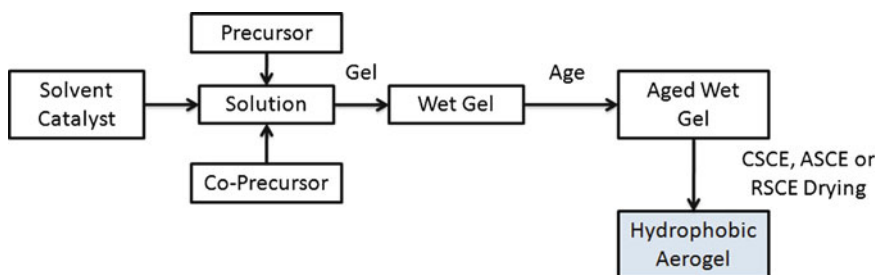 Precursor
Solvent
Catalyst
Solution
Gel
Wet Gel
Age
Aged Wet
Gel
Co-Precursor
CSCE, ASCE or
RSCE Drying
Hydrophobic
Aerogel